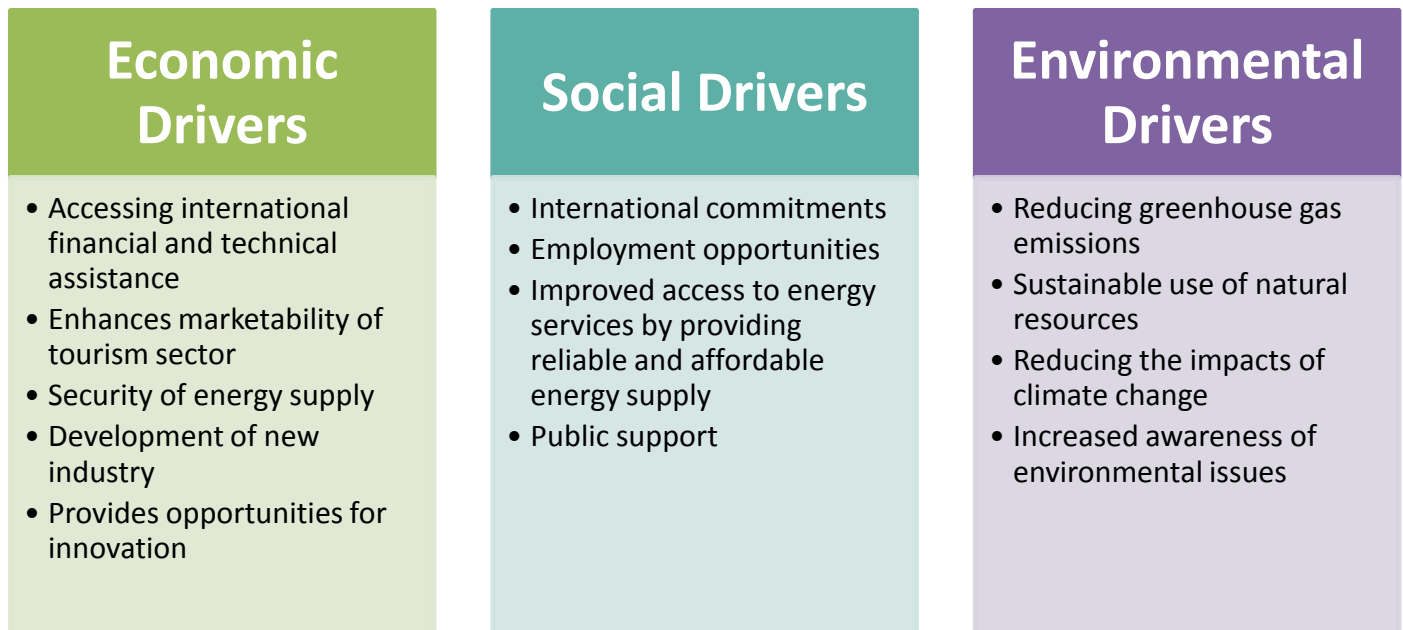 Economic
Drivers
• Accessing international
financial and technical
assistance
• Enhances marketability of
tourism sector
• Security of energy supply
• Development of new
industry
• Provides opportunities for
innovation
Social Drivers
• International commitments
• Employment opportunities
• Improved access to energy
services by providing
reliable and affordable
energy supply
• Public support
Environmental
Drivers
• Reducing greenhouse gas
emissions
• Sustainable use of natural
resources
• Reducing the impacts of
climate change
• Increased awareness of
environmental issues